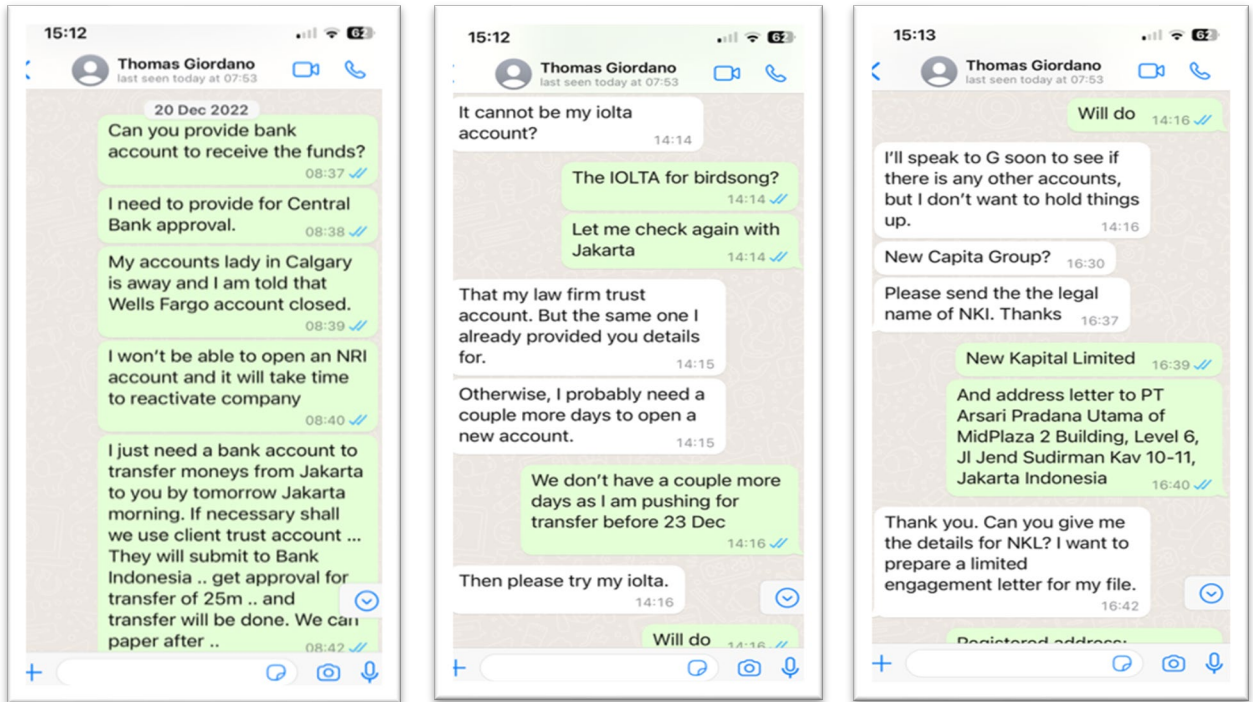 15:12
62
Thomas Giordano
last seen today at 07:53
20 Dec 2022
Can you provide bank
account to receive the funds?
08:37
I need to provide for Central
Bank approval.
08:38
My accounts lady in Calgary
is away and I am told that
Wells Fargo account closed.
08:39
I won't be able to open an NRI
account and it will take time
to reactivate company
08:40
I just need a bank account to
transfer moneys from Jakarta
to you by tomorrow Jakarta
morning. If necessary shall
we use client trust account ...
They will submit to Bank
Indonesia .. get approval for
transfer of 25m .. and
transfer will be done. We can
paper after ..
08:42
15:12
62
Thomas Giordano
last seen today at 07:53
It cannot be my iolta
account?
14:14
The IOLTA for birdsong?
14:14
Let me check again with
Jakarta
14:14
That my law firm trust
account. But the same one I
already provided you details
for.
14:15
Otherwise, I probably need a
couple more days to open a
new account.
14:15
We don't have a couple more
days as I am pushing for
transfer before 23 Dec
14:16
Then please try my iolta.
14:16
Will do
14:16
15:13
62
Thomas Giordano
last seen today at 07:53
Will do
14:16
I'll speak to G soon to see if
there is any other accounts,
but I don't want to hold things
up.
14:16
New Capita Group?
16:30
Please send the the legal
name of NKI. Thanks
16:37
New Kapital Limited
16:39
And address letter to PT
Arsari Pradana Utama of
MidPlaza 2 Building, Level 6,
Jl Jend Sudirman Kav 10-11,
Jakarta Indonesia
16:40
Thank you. Can you give me
the details for NKL? I want to
prepare a limited
engagement letter for my file.
16:42
Registered address: